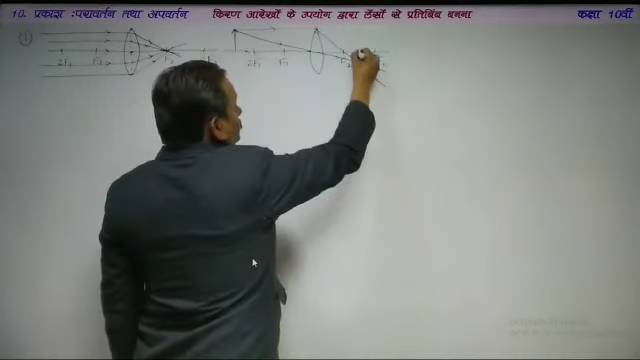 10. प्रकाश :परावर्तन तथा अपवर्तन किरण आरेखों के उपयोग द्वारा लेंसों से प्रतिबिंब बनना कक्षा 10वीं
①
2F₁ F₁ 2F₁ F₁ F₂